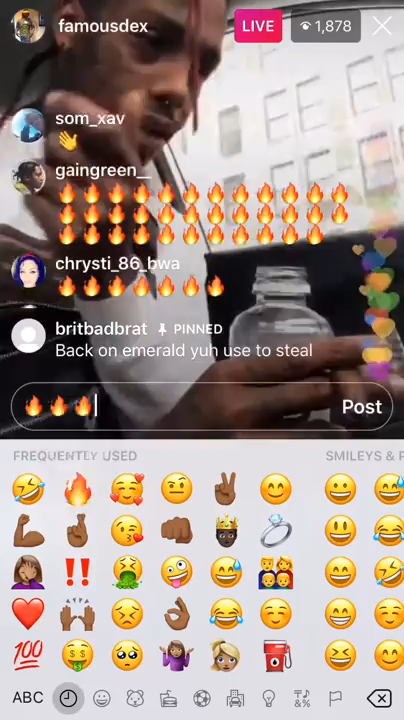 famousdex
LIVE
1,878
som_xav
👋
gaingreen__
🔥🔥🔥🔥🔥🔥🔥🔥🔥🔥🔥🔥
🔥🔥🔥🔥🔥🔥🔥🔥🔥🔥🔥🔥
🔥🔥🔥🔥🔥🔥🔥🔥🔥🔥🔥
chrysti_86_bwa
🔥🔥🔥🔥🔥🔥🔥
britbadbrat PINNED
Back on emerald yuh use to steal
🔥🔥🔥 Post
FREQUENTLY USED SMILEYS & P
ABC